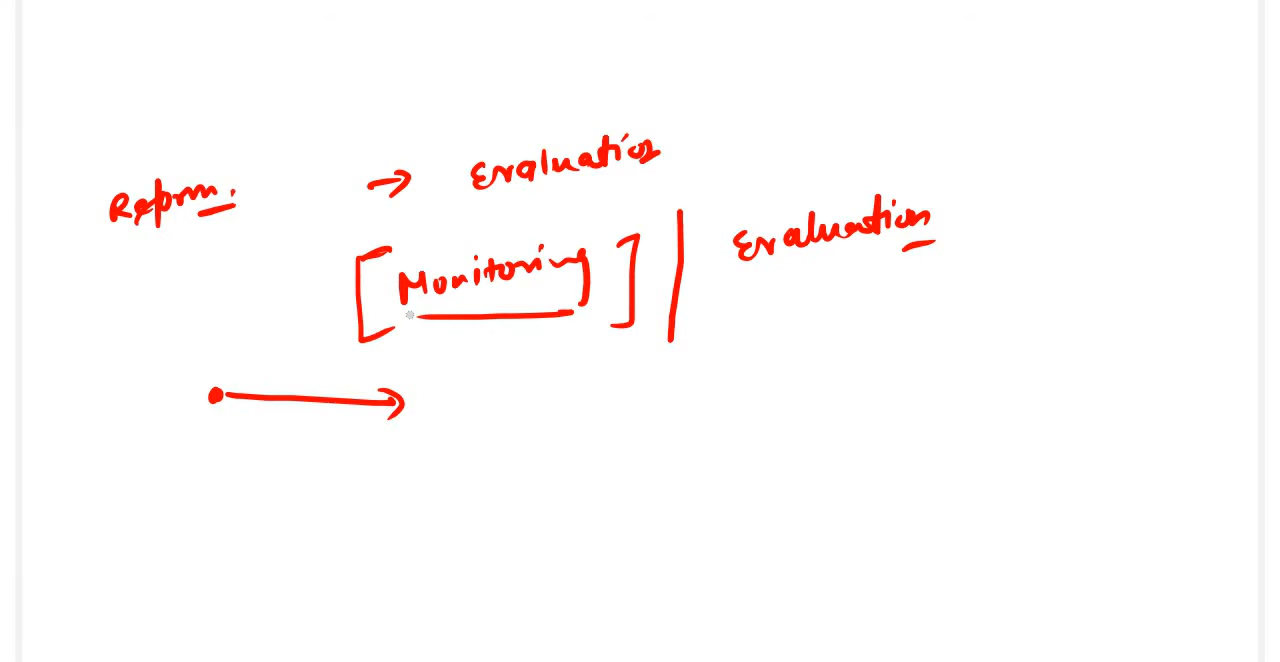 Reform. → Evaluation
[Monitoring] | Evaluation